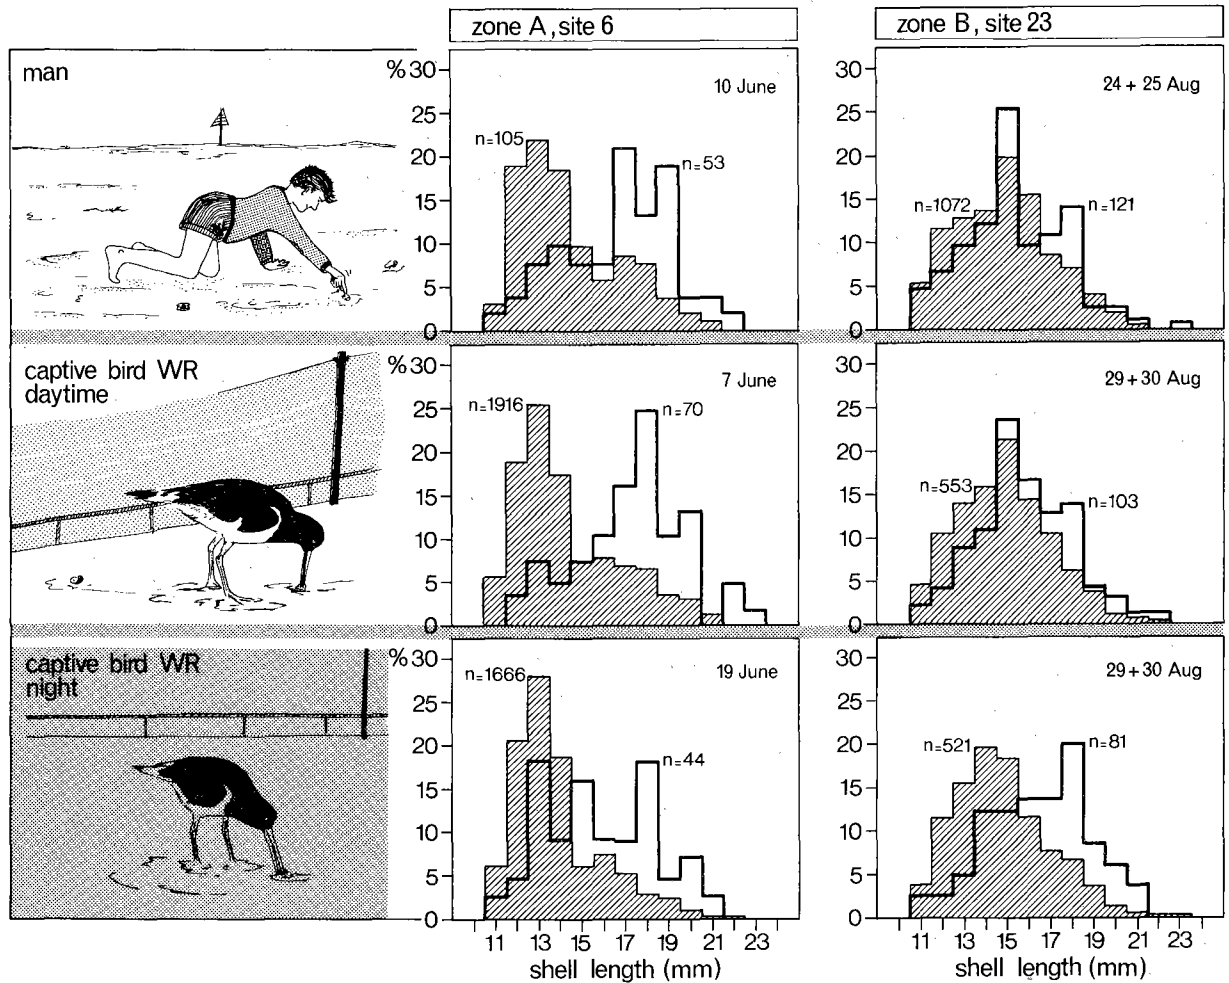 zone A, site 6
zone B, site 23
man
%30
25
20
15
10
5
0
10 June
n=105
n=53
30
25
20
15
10
5
0
24 + 25 Aug
n=1072
n=121
captive bird WR
daytime
%30
25
20
15
10
5
0
7 June
n=1916
n=70
30
25
20
15
10
5
0
29+30 Aug
n=553
n=103
captive bird WR
night
%30
25
20
15
10
5
0
19 June
n=1666
n=44
30
25
20
15
10
5
0
29+30 Aug
n=521
n=81
11 13 15 17 19 21 23
shell length (mm)
11 13 15 17 19 21 23
shell length (mm)